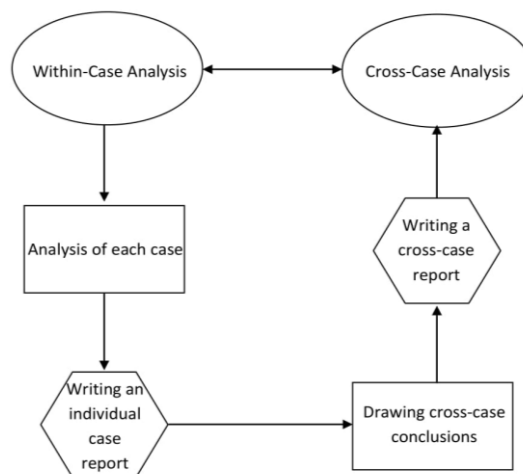 Within-Case Analysis
Cross-Case Analysis
Analysis of each case
Writing a
cross-case
report
Writing an
individual
case
report
Drawing cross-case
conclusions